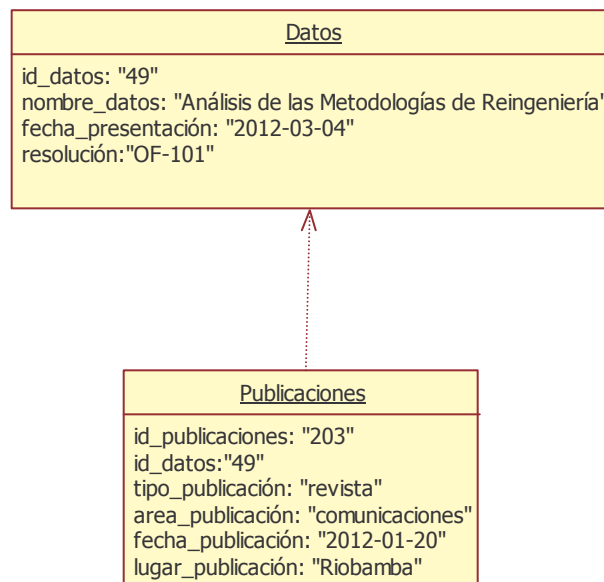 Datos
id_datos: "49"
nombre_datos: "Análisis de las Metodologías de Reingeniería"
fecha_presentación: "2012-03-04"
resolución:"OF-101"
Publicaciones
id_publicaciones: "203"
id_datos:"49"
tipo_publicación: "revista"
area_publicación: "comunicaciones"
fecha_publicación: "2012-01-20"
lugar_publicación: "Riobamba"